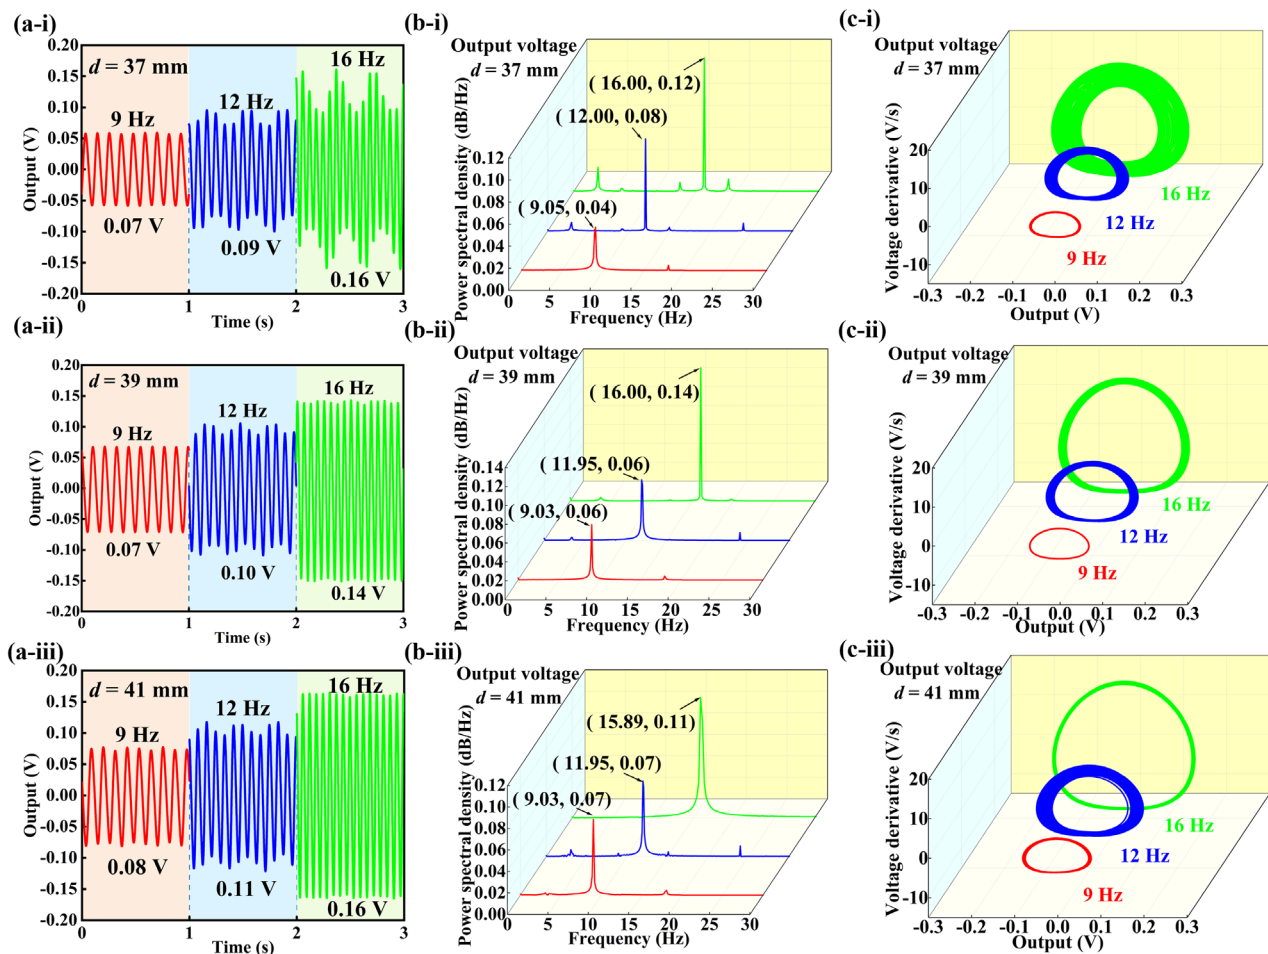 (a-i)
0.20
0.15
0.10
0.05
0.00
-0.05
-0.10
-0.15
-0.20
Output (V)
d = 37 mm
9 Hz
12 Hz
16 Hz
0.07 V
0.09 V
0.16 V
0 1 2 3
Time (s)
(b-i)
Output voltage
d = 37 mm
( 16.00, 0.12)
( 12.00, 0.08)
( 9.05, 0.04)
Power spectral density (dB/Hz)
0.12
0.10
0.08
0.06
0.04
0.02
0.00
0 5 10 15 20 25 30
Frequency (Hz)
(c-i)
Output voltage
d = 37 mm
Voltage derivative (V/s)
20
10
0
-10
16 Hz
12 Hz
9 Hz
-0.3 -0.1 0.0 0.1 0.2 0.3
Output (V)
(a-ii)
0.20
0.15
0.10
0.05
0.00
-0.05
-0.10
-0.15
-0.20
Output (V)
d = 39 mm
9 Hz
12 Hz
16 Hz
0.07 V
0.10 V
0.14 V
0 1 2 3
Time (s)
(b-ii)
Output voltage
d = 39 mm
( 16.00, 0.14)
( 11.95, 0.06)
( 9.03, 0.06)
Power spectral density (dB/Hz)
0.14
0.12
0.10
0.08
0.06
0.04
0.02
0.00
0 5 10 15 20 25 30
Frequency (Hz)
(c-ii)
Output voltage
d = 39 mm
Voltage derivative (V/s)
20
10
0
-10
16 Hz
12 Hz
9 Hz
-0.3 -0.2 -0.1 0.0 0.1 0.2 0.3
Output (V)
(a-iii)
0.20
0.15
0.10
0.05
0.00
-0.05
-0.10
-0.15
-0.20
Output (V)
d = 41 mm
9 Hz
12 Hz
16 Hz
0.08 V
0.11 V
0.16 V
0 1 2 3
Time (s)
(b-iii)
Output voltage
d = 41 mm
( 15.89, 0.11)
( 11.95, 0.07)
( 9.03, 0.07)
Power spectral density (dB/Hz)
0.12
0.10
0.08
0.06
0.04
0.02
0.00
0 5 10 15 20 25 30
Frequency (Hz)
(c-iii)
Output voltage
d = 41 mm
Voltage derivative (V/s)
20
10
0
-10
16 Hz
12 Hz
9 Hz
-0.3 -0.2 -0.1 0.0 0.1 0.2 0.3
Output (V)